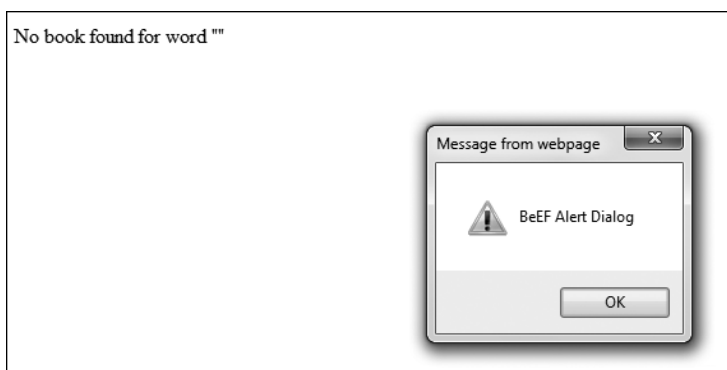 No book found for word ""
Message from webpage
BeEF Alert Dialog
OK